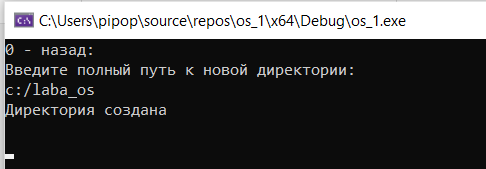 C:\Users\pipop\source\repos\os_1\x64\Debug\os_1.exe
0 - назад:
Введите полный путь к новой директории:
c:/laba_os
Директория создана